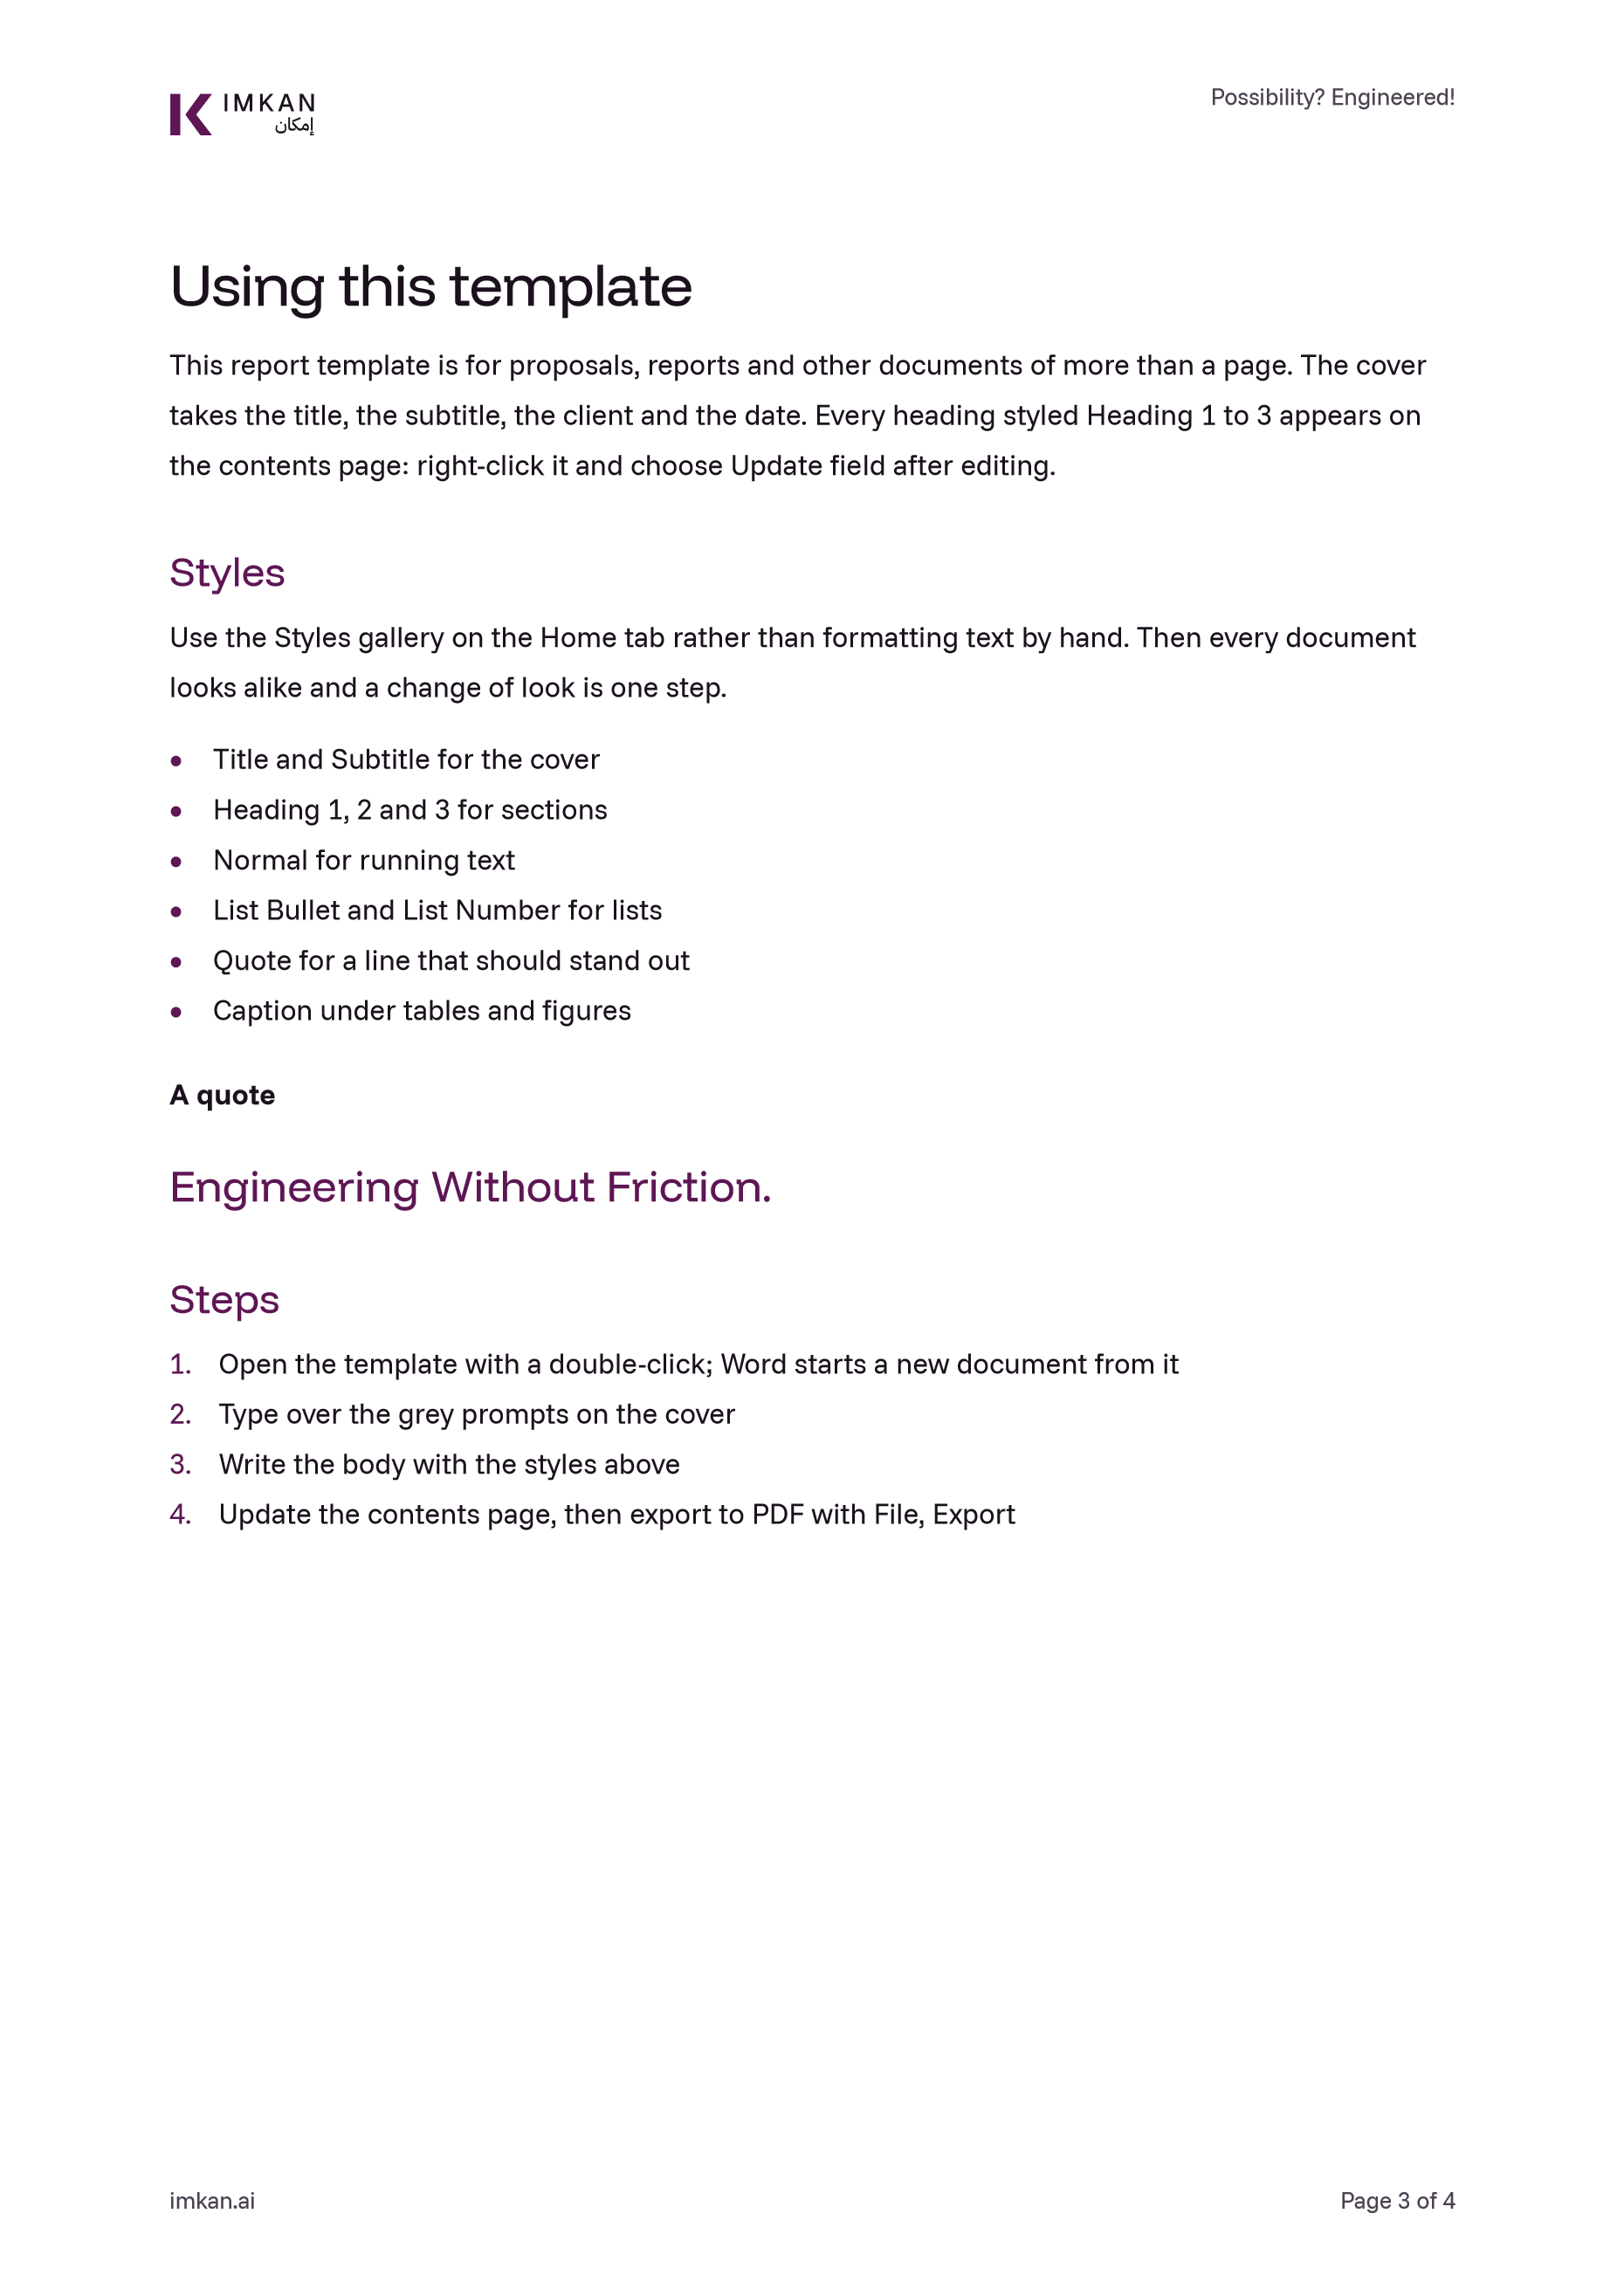 IMKAN
إمكان
Possibility? Engineered!
Using this template
This report template is for proposals, reports and other documents of more than a page. The cover
takes the title, the subtitle, the client and the date. Every heading styled Heading 1 to 3 appears on
the contents page: right-click it and choose Update field after editing.
Styles
Use the Styles gallery on the Home tab rather than formatting text by hand. Then every document
looks alike and a change of look is one step.
• Title and Subtitle for the cover
• Heading 1, 2 and 3 for sections
• Normal for running text
• List Bullet and List Number for lists
• Quote for a line that should stand out
• Caption under tables and figures
A quote
Engineering Without Friction.
Steps
1. Open the template with a double-click; Word starts a new document from it
2. Type over the grey prompts on the cover
3. Write the body with the styles above
4. Update the contents page, then export to PDF with File, Export
imkan.ai
Page 3 of 4